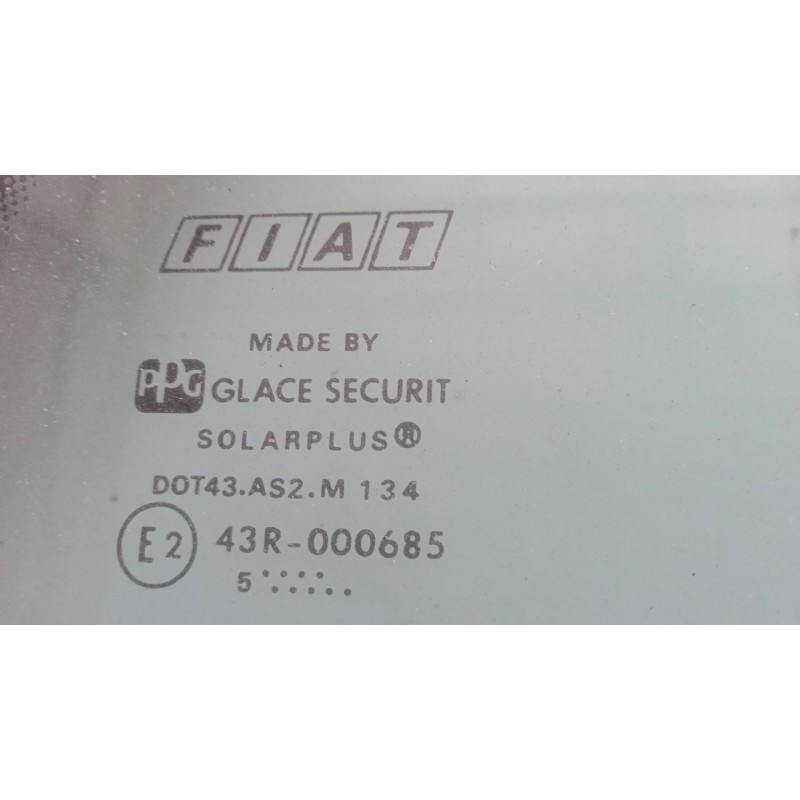 FIAT
MADE BY
PPG GLACE SECURIT
SOLARPLUS®
DOT43.AS2.M 134
E2 43R-000685
5